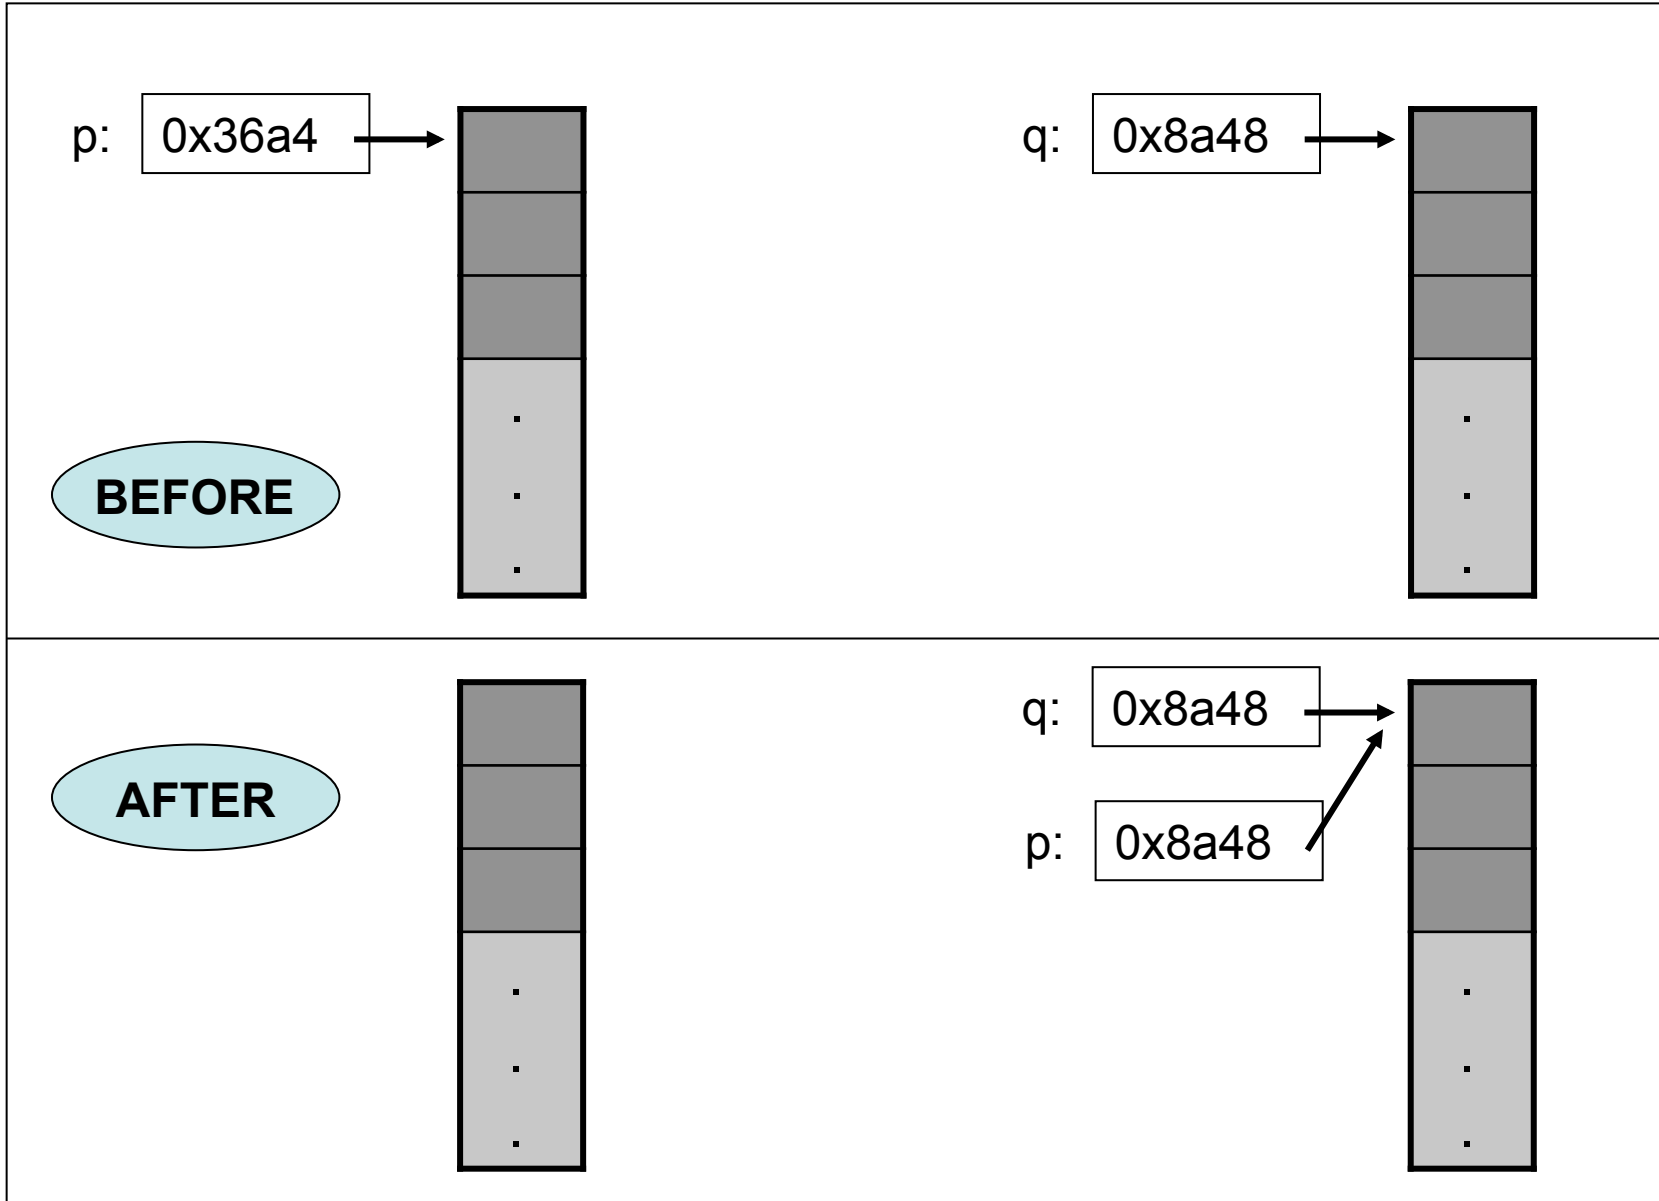 p: 0x36a4
q: 0x8a48
.
.
.
.
.
.
BEFORE
q: 0x8a48
AFTER
p: 0x8a48
.
.
.
.
.
.